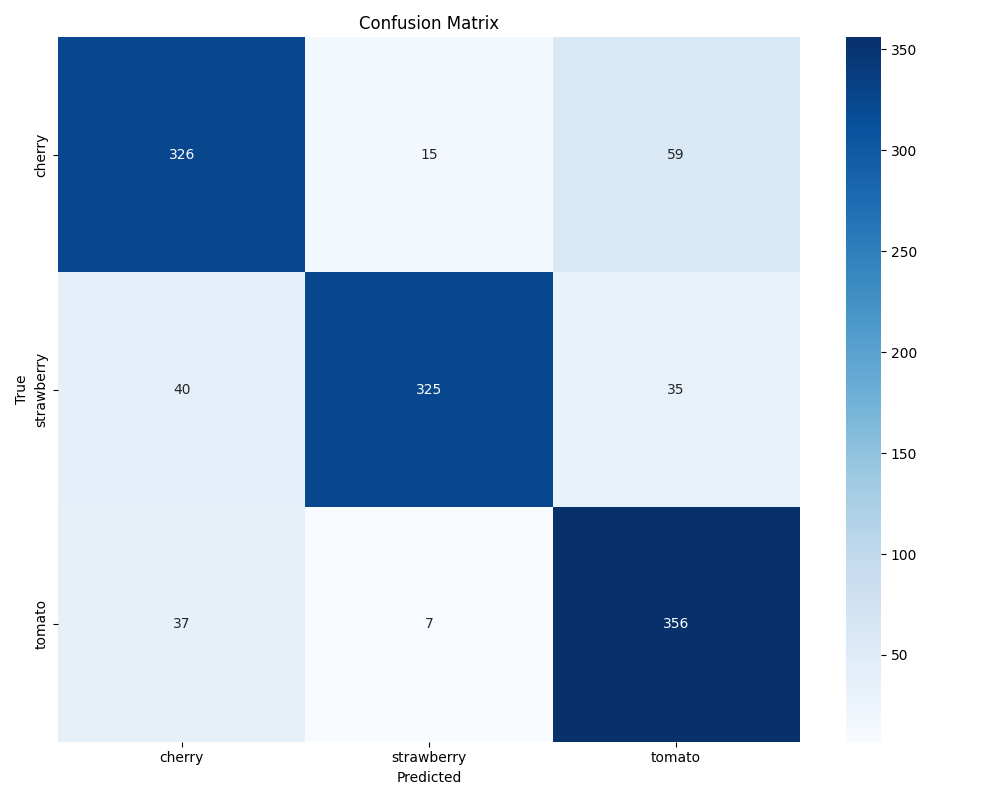 Confusion Matrix
cherry
326
15
59
strawberry
40
325
35
tomato
37
7
356
True
cherry
strawberry
tomato
Predicted
350
300
250
200
150
100
50